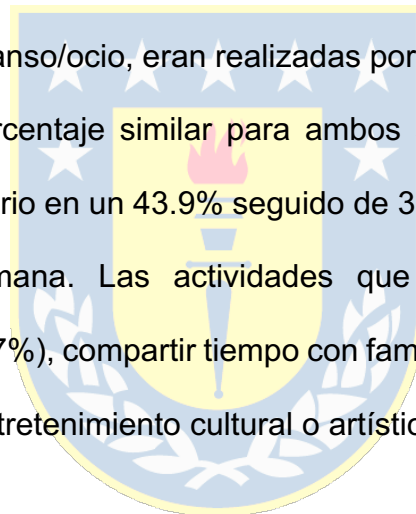 anso/ocio, eran realizadas por
rcentaje similar para ambos
rio en un 43.9% seguido de 3
mana. Las actividades que
7%), compartir tiempo con fam
tretenimiento cultural o artístic